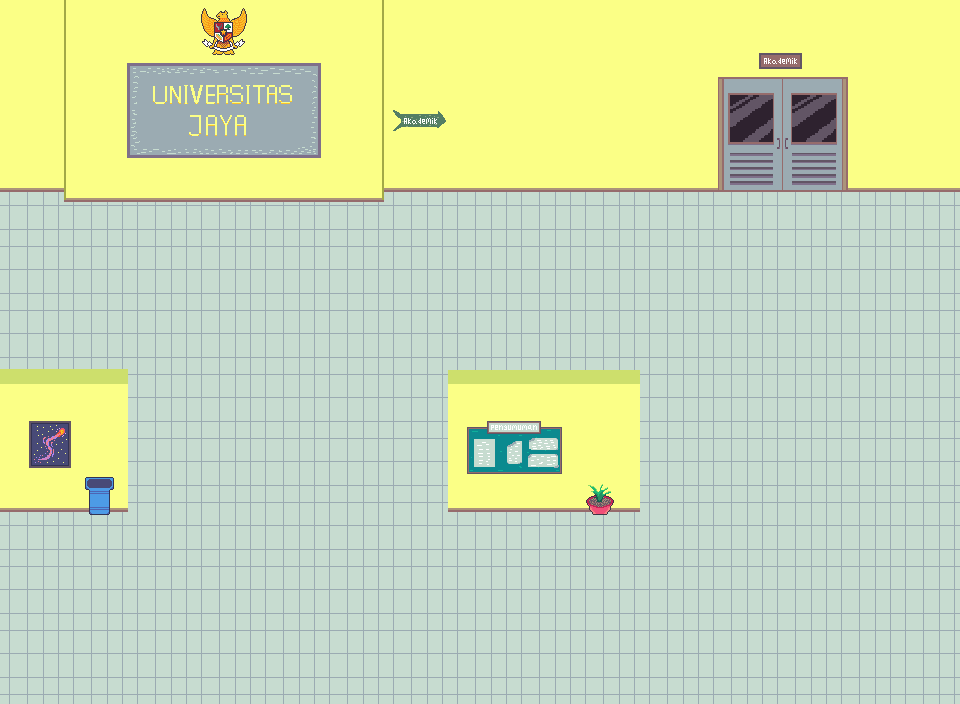 UNIVERSITAS
JAYA
Akademik
Akademik
PENGUMUMAN